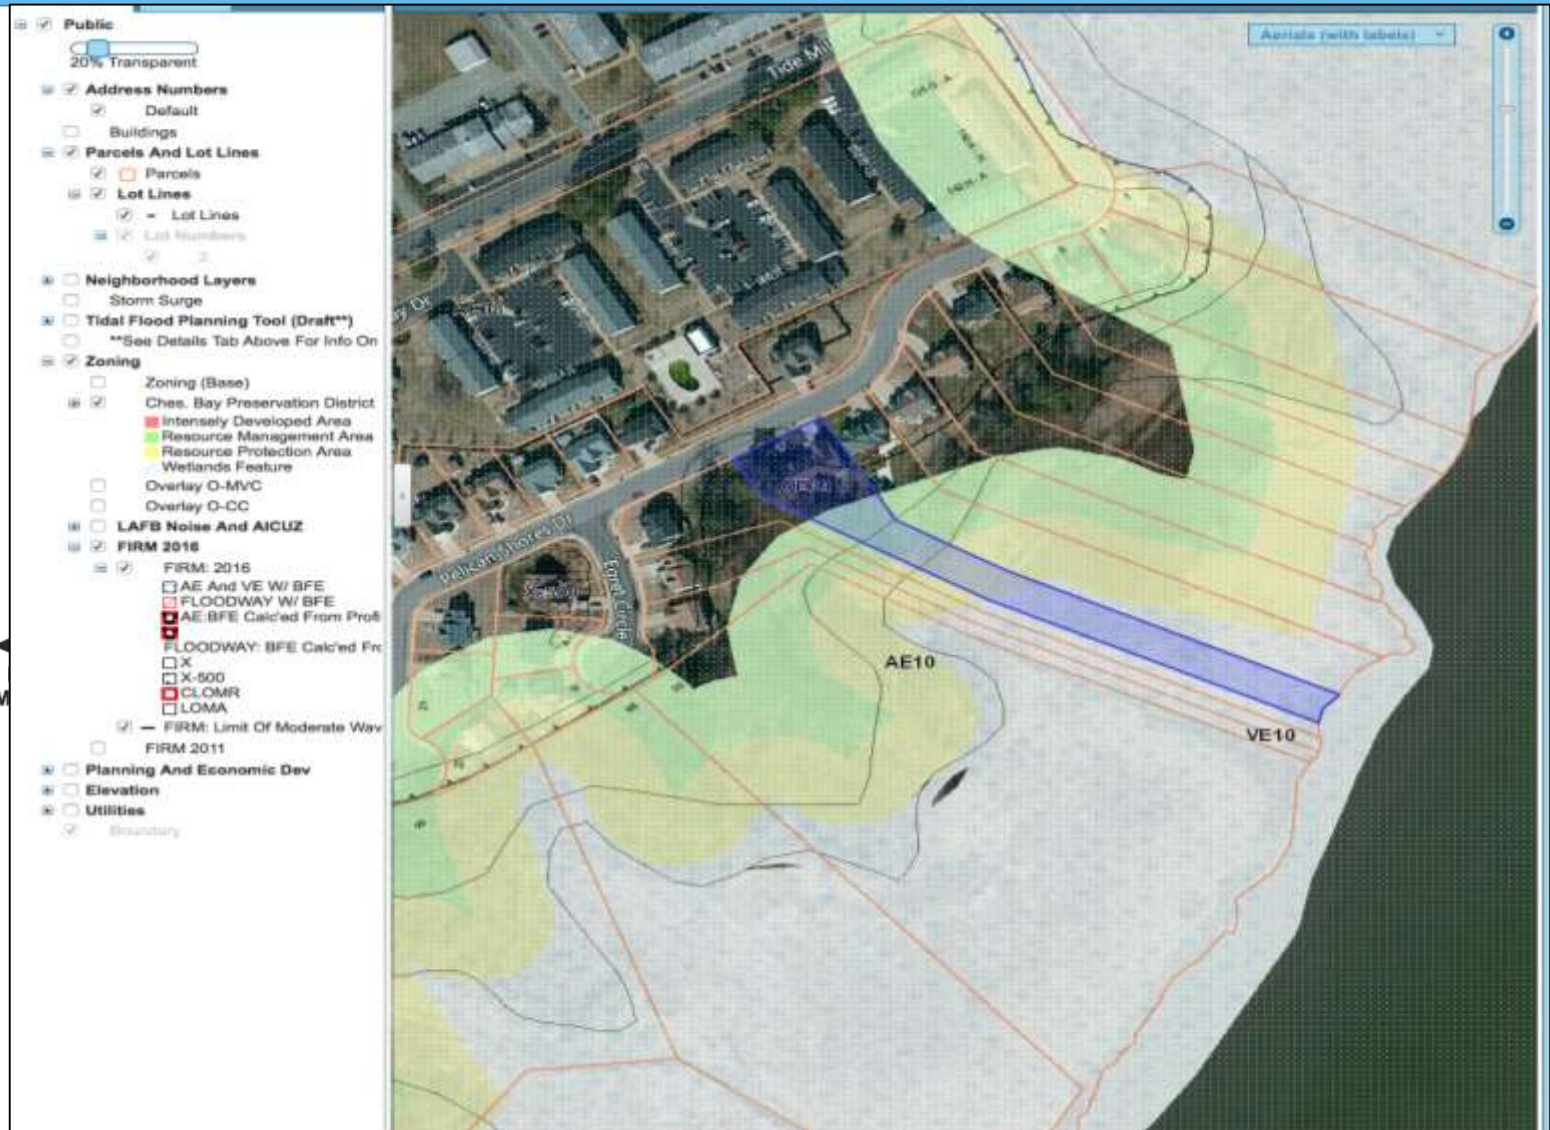 Public
20% Transparent
Address Numbers
Default
Buildings
Parcels And Lot Lines
Parcels
Lot Lines
Lot Lines
Lot Numbers
2
Neighborhood Layers
Storm Surge
Tidal Flood Planning Tool (Draft**)
**See Details Tab Above For Info On
Zoning
Zoning (Base)
Ches. Bay Preservation District
Intensely Developed Area
Resource Management Area
Resource Protection Area
Wetlands Feature
Overlay O-MVC
Overlay O-CC
LAFB Noise And AICUZ
FIRM 2016
FIRM: 2016
AE And VE W/ BFE
FLOODWAY W/ BFE
AE:BFE Calc'ed From Profi
FLOODWAY: BFE Calc'ed Fro
X
X-500
CLOMR
LOMA
FIRM: Limit Of Moderate Wav
FIRM 2011
Planning And Economic Dev
Elevation
Utilities
Boundary
M
Aerials (with labels)
Tide Mil
ay Dr
Pelican Shores Dr
Circle
AE10
VE10